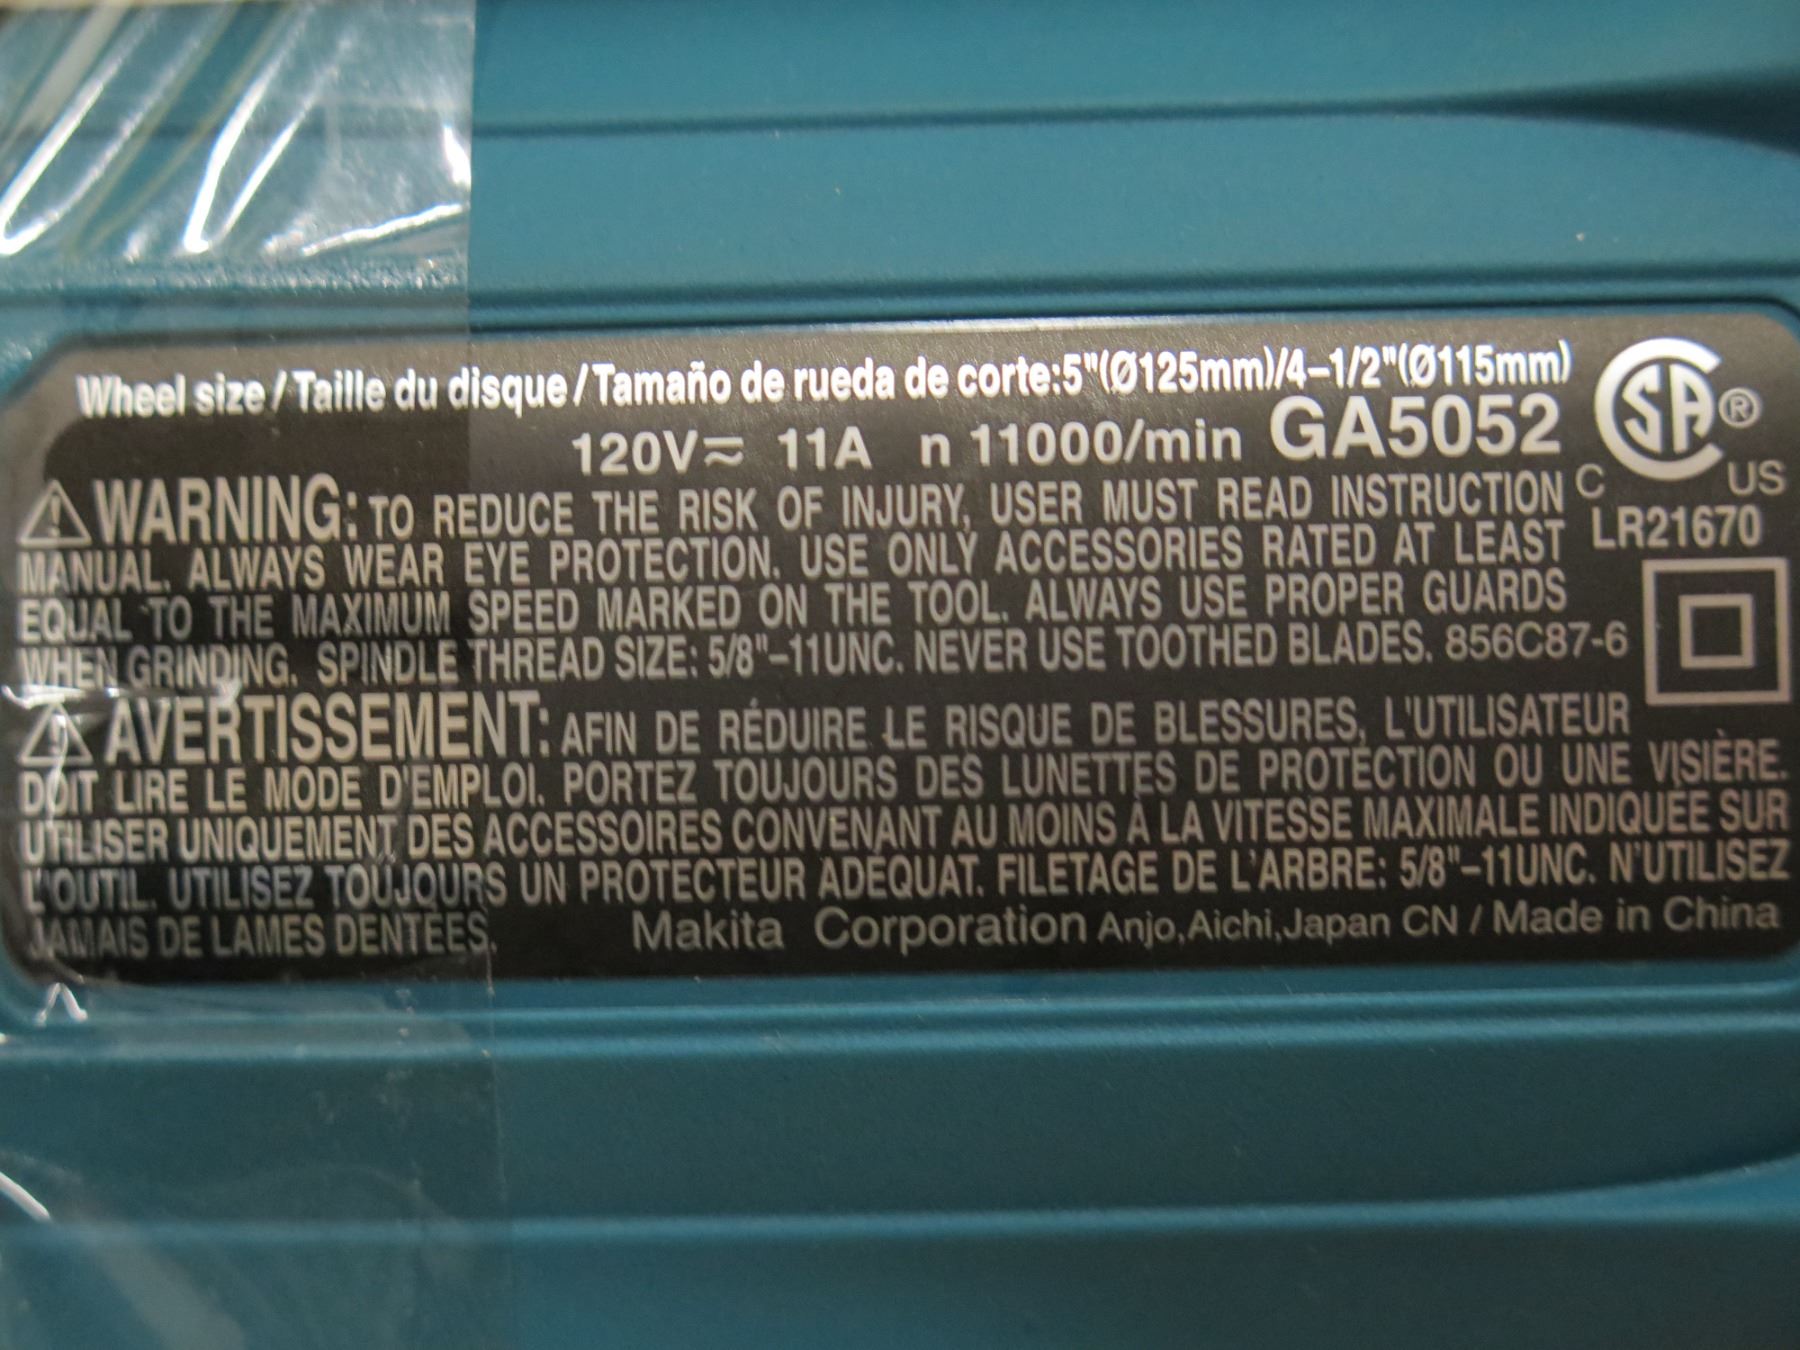 Wheel size / Taille du disque / Tamaño de rueda de corte:5"(Ø125mm)/4-1/2"(Ø115mm)
120V⎓ 11A n 11000/min GA5052
CSA®
C US
LR21670
⚠WARNING: TO REDUCE THE RISK OF INJURY, USER MUST READ INSTRUCTION
MANUAL. ALWAYS WEAR EYE PROTECTION. USE ONLY ACCESSORIES RATED AT LEAST
EQUAL TO THE MAXIMUM SPEED MARKED ON THE TOOL. ALWAYS USE PROPER GUARDS
WHEN GRINDING. SPINDLE THREAD SIZE: 5/8"-11UNC. NEVER USE TOOTHED BLADES. 856C87-6
⚠AVERTISSEMENT: AFIN DE RÉDUIRE LE RISQUE DE BLESSURES, L'UTILISATEUR
DOIT LIRE LE MODE D'EMPLOI. PORTEZ TOUJOURS DES LUNETTES DE PROTECTION OU UNE VISIÈRE.
UTILISER UNIQUEMENT DES ACCESSOIRES CONVENANT AU MOINS À LA VITESSE MAXIMALE INDIQUÉE SUR
L'OUTIL. UTILISEZ TOUJOURS UN PROTECTEUR ADÉQUAT. FILETAGE DE L'ARBRE: 5/8"-11UNC. N'UTILISEZ
JAMAIS DE LAMES DENTÉES.
Makita Corporation Anjo,Aichi,Japan CN / Made in China